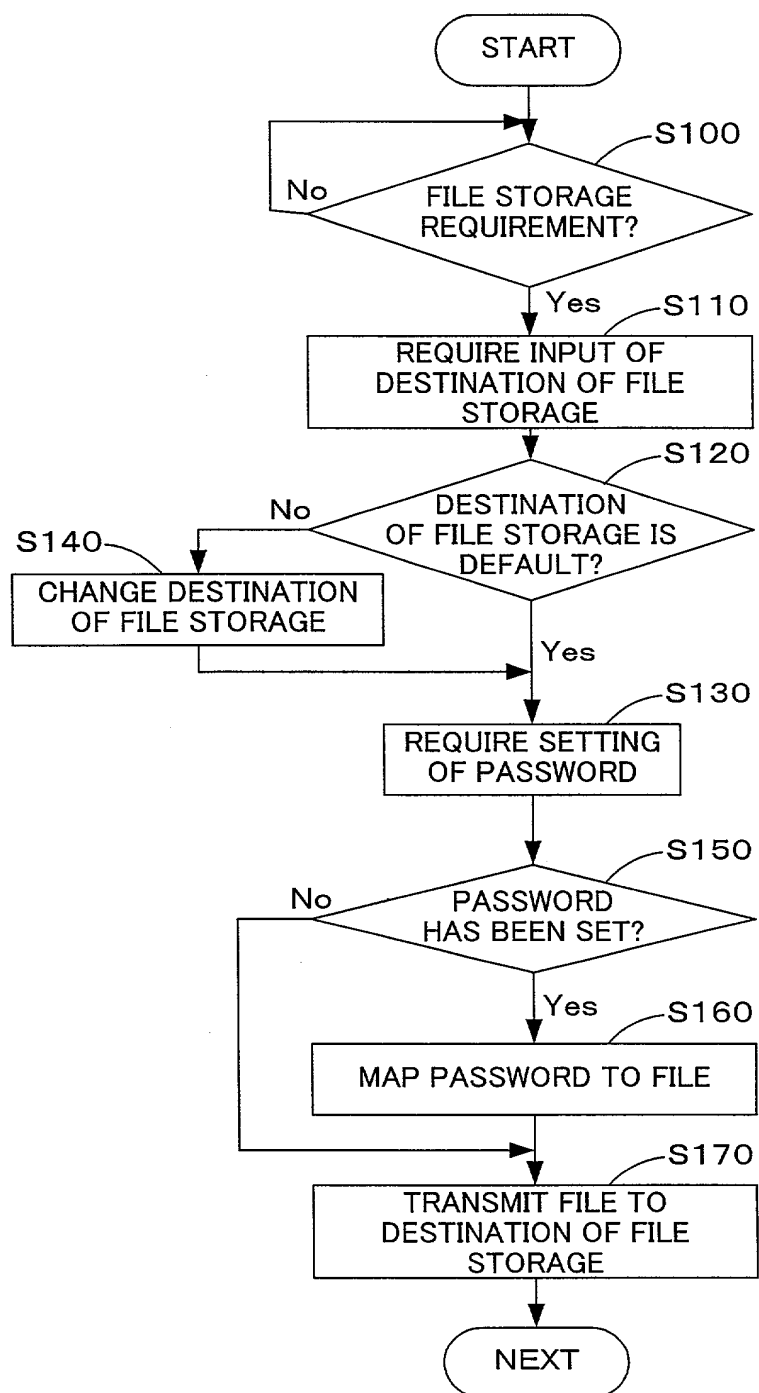 START
S100
No
FILE STORAGE
REQUIREMENT?
Yes
S110
REQUIRE INPUT OF
DESTINATION OF FILE
STORAGE
S120
No
DESTINATION
OF FILE STORAGE IS
DEFAULT?
S140
CHANGE DESTINATION
OF FILE STORAGE
Yes
S130
REQUIRE SETTING
OF PASSWORD
S150
No
PASSWORD
HAS BEEN SET?
Yes
S160
MAP PASSWORD TO FILE
S170
TRANSMIT FILE TO
DESTINATION OF FILE
STORAGE
NEXT